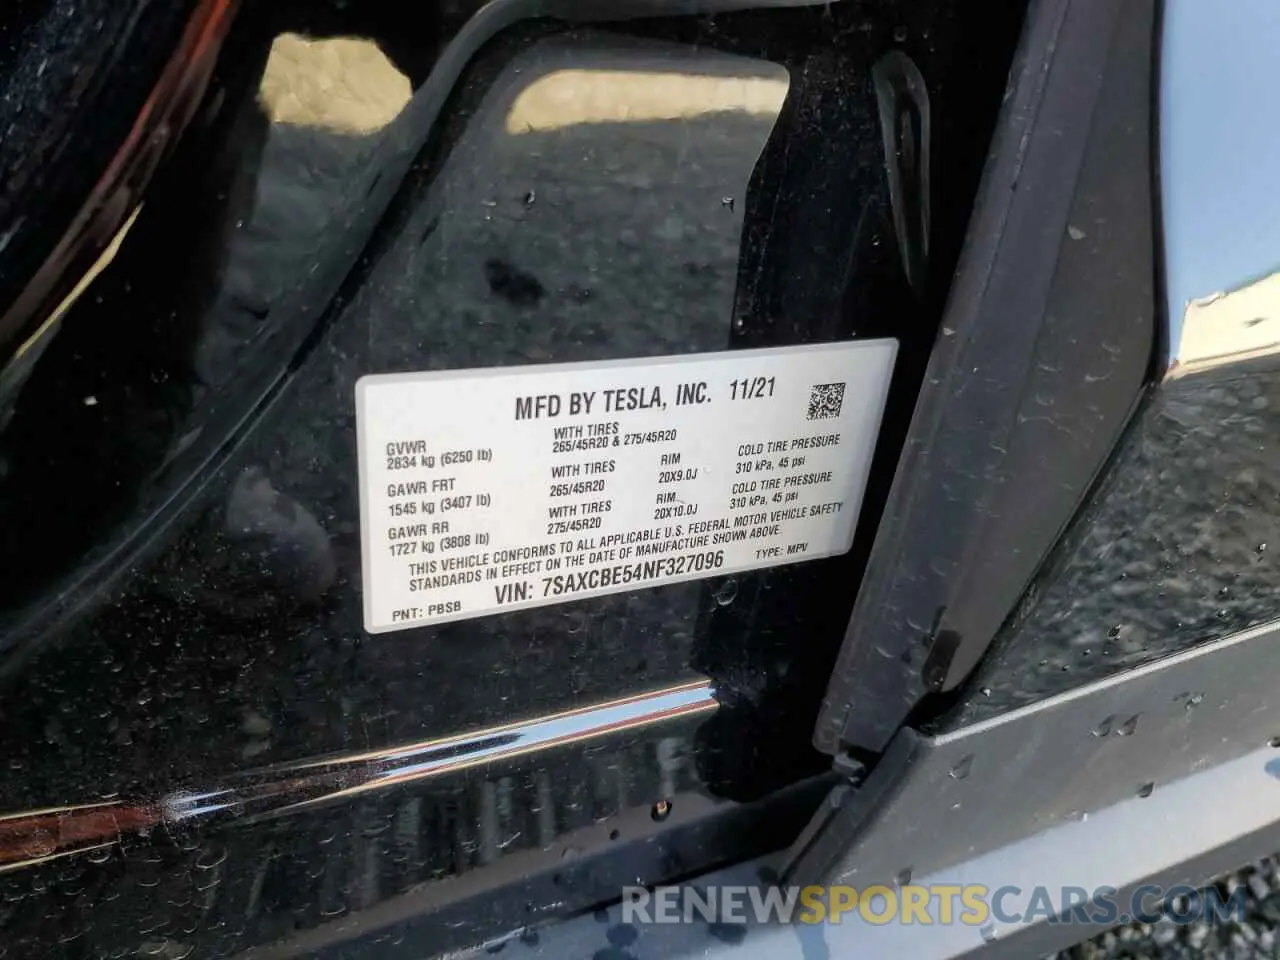 MFD BY TESLA, INC. 11/21
GVWR
2834 kg (6250 lb)
WITH TIRES
265/45R20 & 275/45R20
GAWR FRT
1545 kg (3407 lb)
WITH TIRES
265/45R20
RIM
20X9.0J
COLD TIRE PRESSURE
310 kPa, 45 psi
GAWR RR
1727 kg (3808 lb)
WITH TIRES
275/45R20
RIM
20X10.0J
COLD TIRE PRESSURE
310 kPa, 45 psi
THIS VEHICLE CONFORMS TO ALL APPLICABLE U.S. FEDERAL MOTOR VEHICLE SAFETY
STANDARDS IN EFFECT ON THE DATE OF MANUFACTURE SHOWN ABOVE.
PNT: PBSB VIN: 7SAXCBE54NF327096 TYPE: MPV
RENEWSPORTSCARS.COM